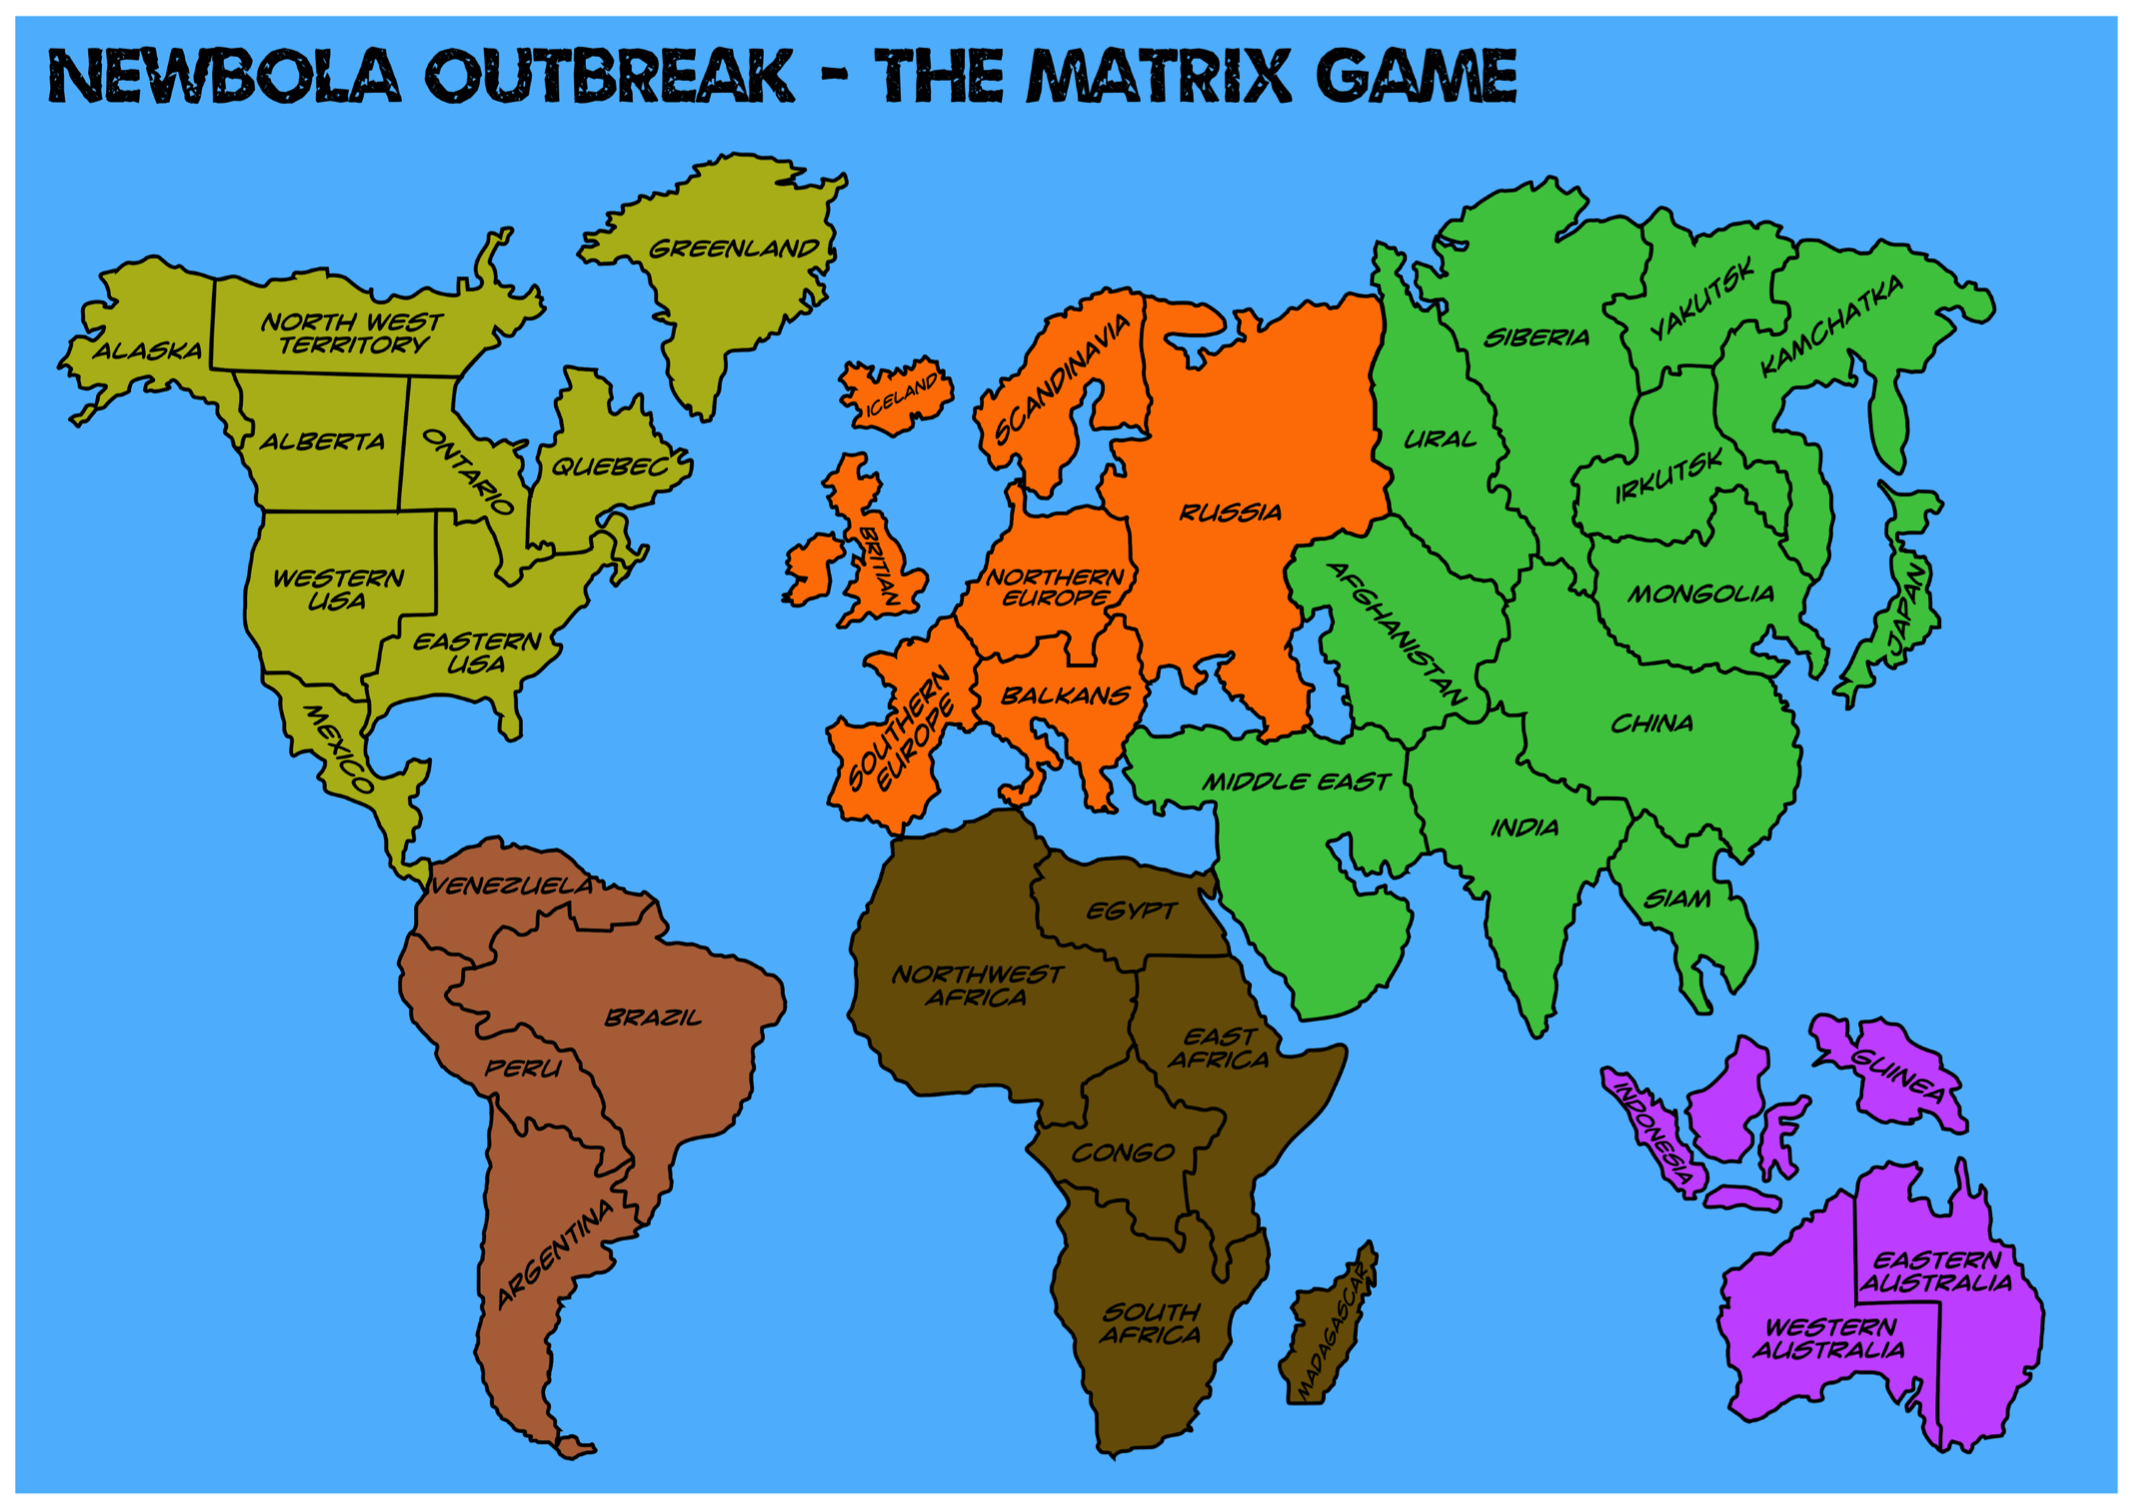 NEWBOLA OUTBREAK - THE MATRIX GAME
GREENLAND
NORTH WEST
TERRITORY
ALASKA
ALBERTA
ONTARIO
QUEBEC
WESTERN
USA
EASTERN
USA
MEXICO
VENEZUELA
BRAZIL
PERU
ARGENTINA
ICELAND
SCANDINAVIA
BRITIAN
NORTHERN
EUROPE
RUSSIA
SOUTHERN
EUROPE
BALKANS
NORTHWEST
AFRICA
EGYPT
EAST
AFRICA
CONGO
SOUTH
AFRICA
MADAGASCAR
URAL
SIBERIA
YAKUTSK
KAMCHATKA
IRKUTSK
MONGOLIA
JAPAN
AFGHANISTAN
CHINA
MIDDLE EAST
INDIA
SIAM
INDONESIA
GUINEA
EASTERN
AUSTRALIA
WESTERN
AUSTRALIA